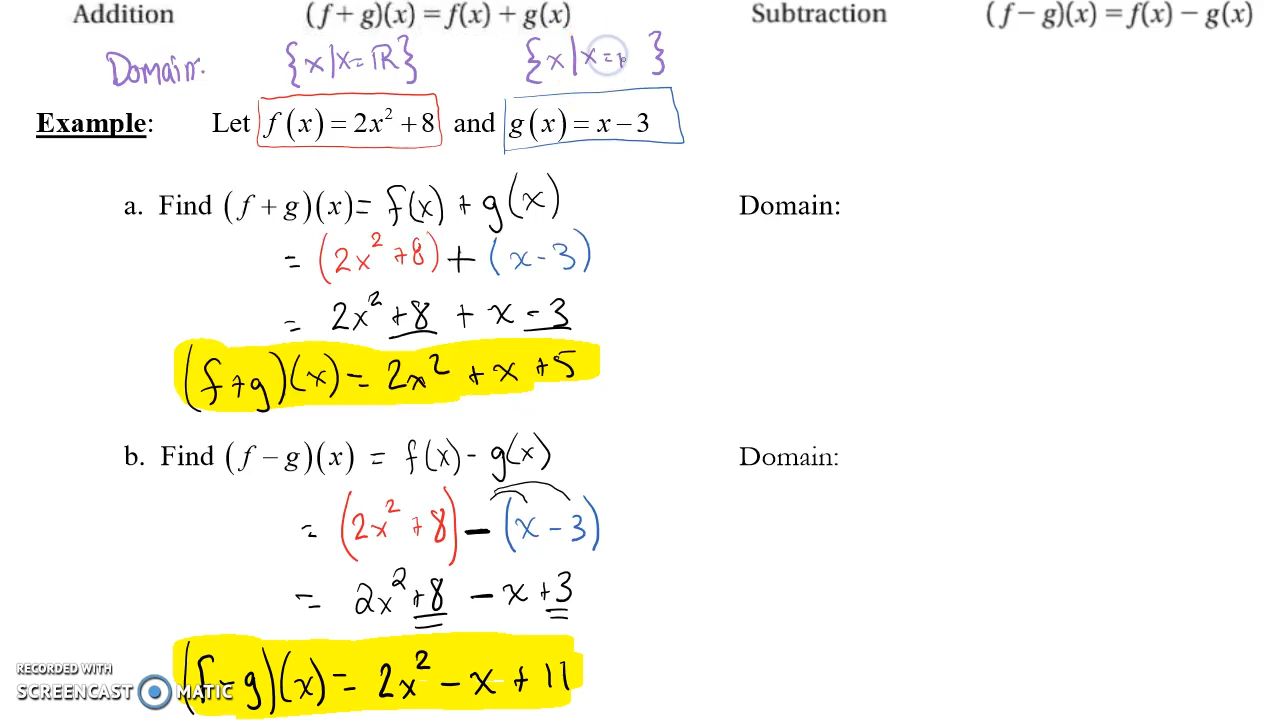 Addition (f + g)(x) = f(x) + g(x) Subtraction (f − g)(x) = f(x) − g(x)
Domain: {x|x=ℝ} {x|x= }
Example: Let f(x) = 2x² + 8 and g(x) = x − 3
a. Find (f + g)(x) = f(x) + g(x) Domain:
= (2x² + 8) + (x - 3)
= 2x² + 8 + x - 3
(f+g)(x) = 2x² + x + 5
b. Find (f − g)(x) = f(x) - g(x) Domain:
= (2x² + 8) - (x - 3)
= 2x² + 8 - x + 3
(f - g)(x) = 2x² - x + 11
RECORDED WITH
SCREENCAST MATIC